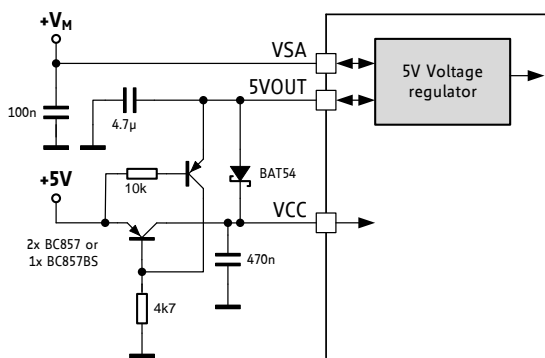 +VM
VSA
5V Voltage
regulator
5VOUT
100n
4.7µ
+5V
10k
BAT54
VCC
2x BC857 or
1x BC857BS
470n
4k7